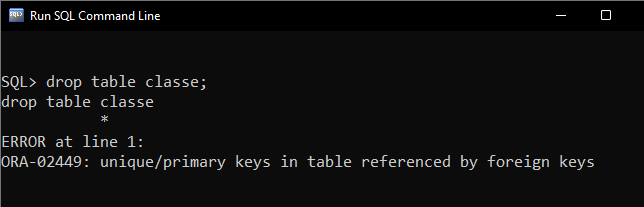 Run SQL Command Line
SQL> drop table classe;
drop table classe
*
ERROR at line 1:
ORA-02449: unique/primary keys in table referenced by foreign keys